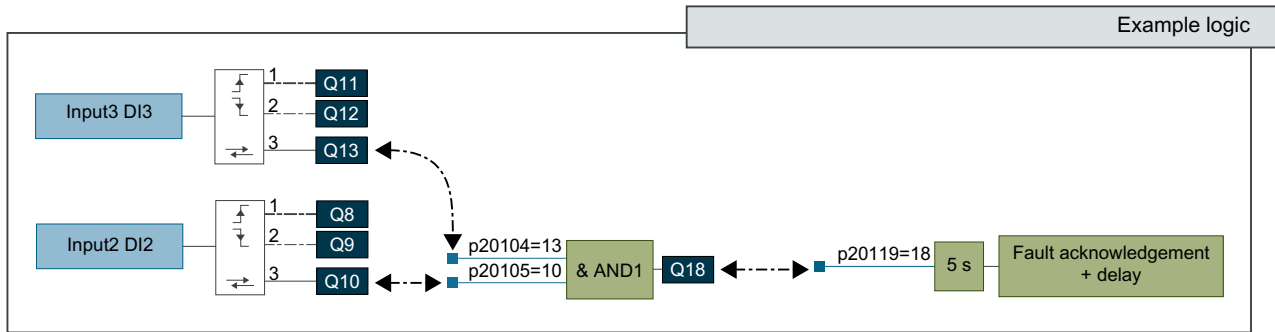 Example logic
Input3 DI3
1
Q11
2
Q12
3
Q13
Input2 DI2
1
Q8
2
Q9
3
Q10
p20104=13
p20105=10
& AND1
Q18
p20119=18
5 s
Fault acknowledgement
+ delay